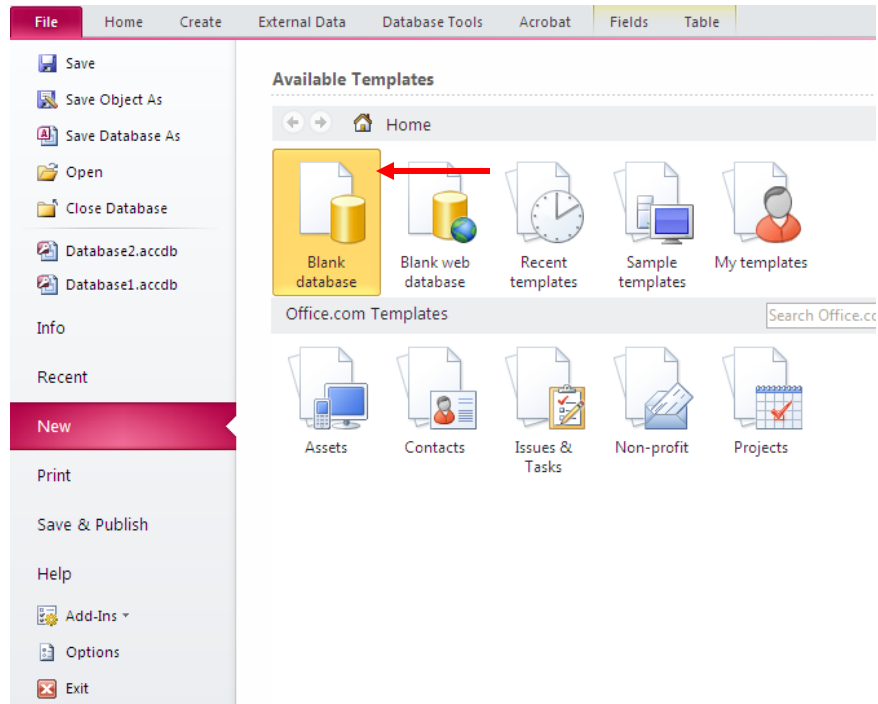 File Home Create External Data Database Tools Acrobat Fields Table
Save
Save Object As
Save Database As
Open
Close Database
Database2.accdb
Database1.accdb
Info
Recent
New
Print
Save & Publish
Help
Add-Ins
Options
Exit
Available Templates
Home
Blank database
Blank web database
Recent templates
Sample templates
My templates
Office.com Templates
Search Office.co
Assets
Contacts
Issues & Tasks
Non-profit
Projects